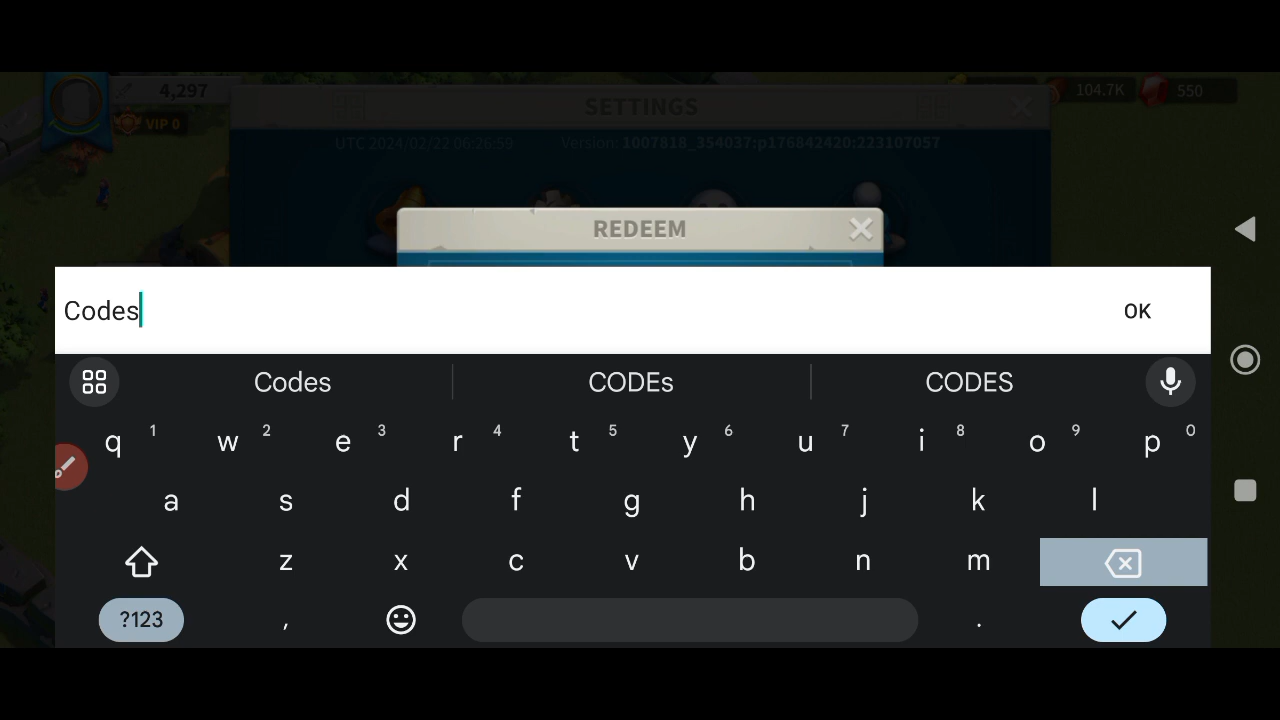 4,297
VIP 0
SETTINGS
104.7K
550
UTC 2024/02/22 06:26:59
Version: 1007818_354037:p176842420:223107057
REDEEM
Codes
OK
Codes CODEs CODES
q 1 w 2 e 3 r 4 t 5 y 6 u 7 i 8 o 9 p 0
a s d f g h j k l
z x c v b n m
?123 , .